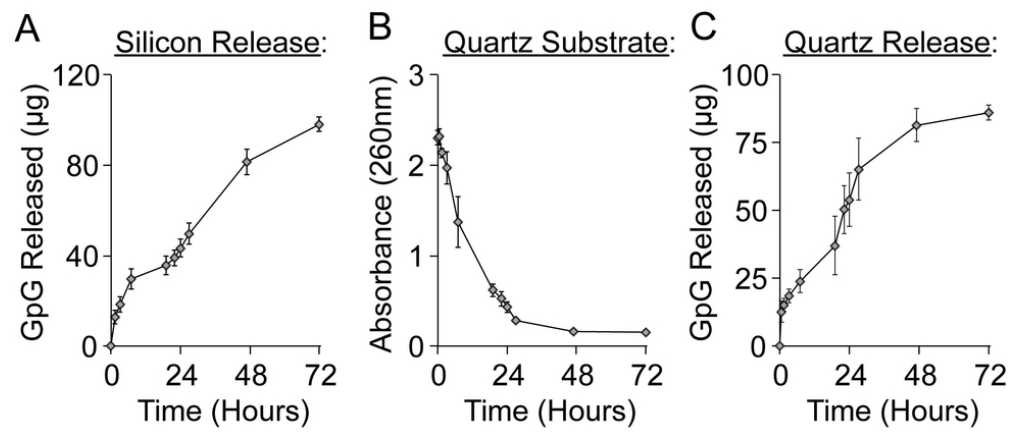 A
Silicon Release:
GpG Released (μg)
120
80
40
0
0 24 48 72
Time (Hours)
B
Quartz Substrate:
Absorbance (260nm)
3
2
1
0
0 24 48 72
Time (Hours)
C
Quartz Release:
GpG Released (μg)
100
75
50
25
0
0 24 48 72
Time (Hours)